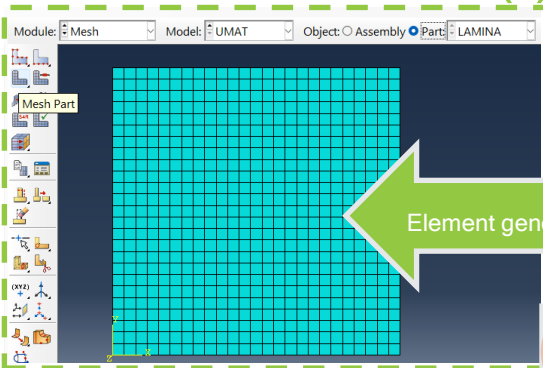 Module: Mesh Model: UMAT Object: Assembly Part: LAMINA
Mesh Part
Element gen
(XYZ)
Y
Z X